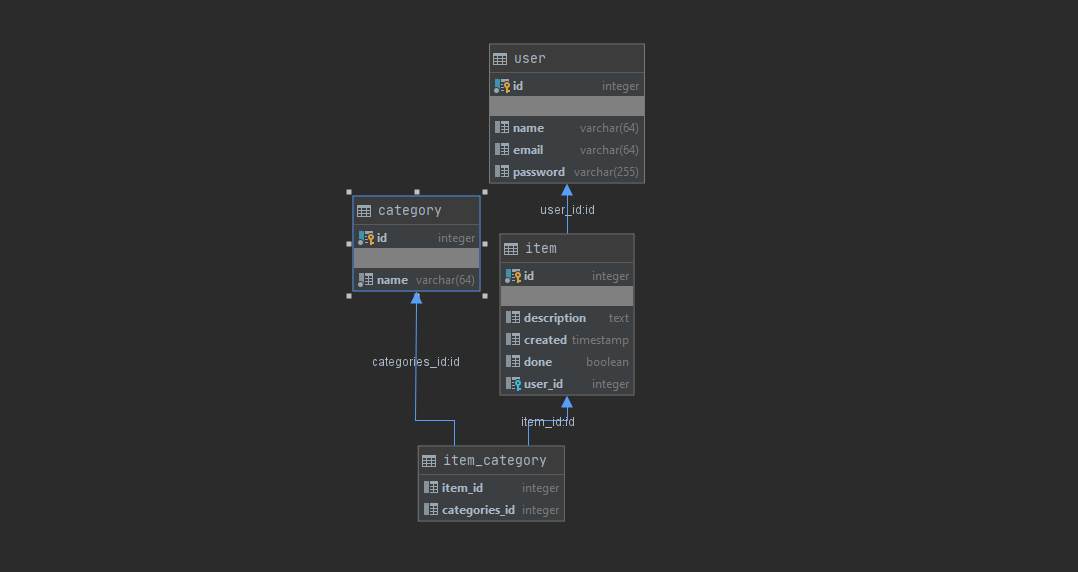 user
id integer
name varchar(64)
email varchar(64)
password varchar(255)
user_id:id
category
id integer
name varchar(64)
item
id integer
description text
created timestamp
done boolean
user_id integer
categories_id:id
item_id:id
item_category
item_id integer
categories_id integer